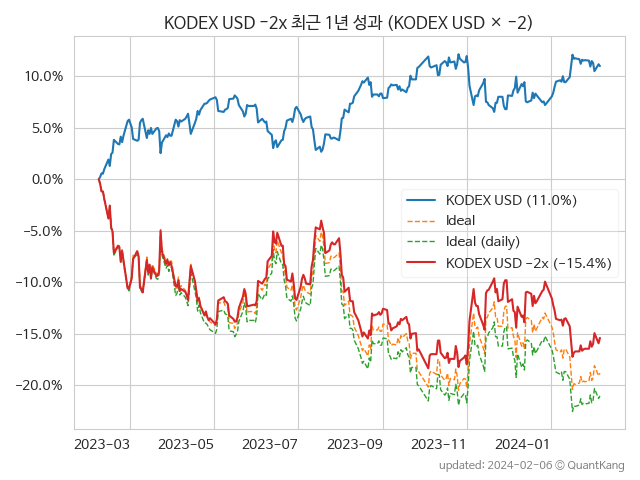 KODEX USD −2x 최근 1년 성과 (KODEX USD × −2)
10.0%
5.0%
0.0%
−5.0%
−10.0%
−15.0%
−20.0%
KODEX USD (11.0%)
Ideal
Ideal (daily)
KODEX USD −2x (−15.4%)
2023-03 2023-05 2023-07 2023-09 2023-11 2024-01
updated: 2024-02-06 ⓒ QuantKang